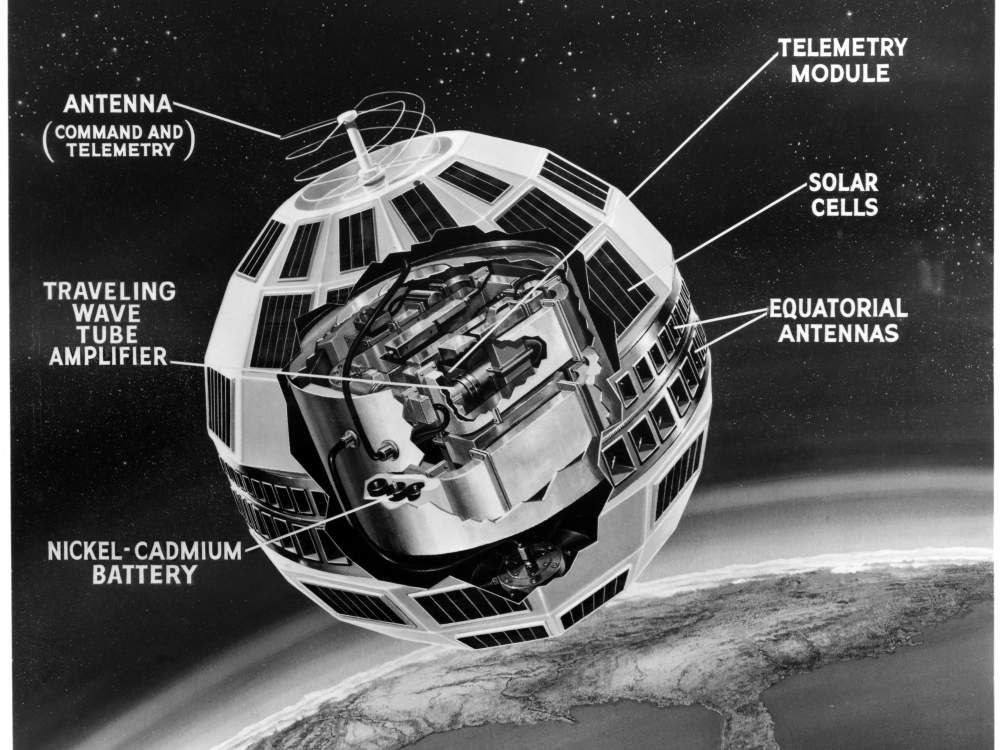 TELEMETRY
MODULE
ANTENNA
(COMMAND AND
TELEMETRY)
SOLAR
CELLS
TRAVELING
WAVE
TUBE
AMPLIFIER
EQUATORIAL
ANTENNAS
NICKEL-CADMIUM
BATTERY